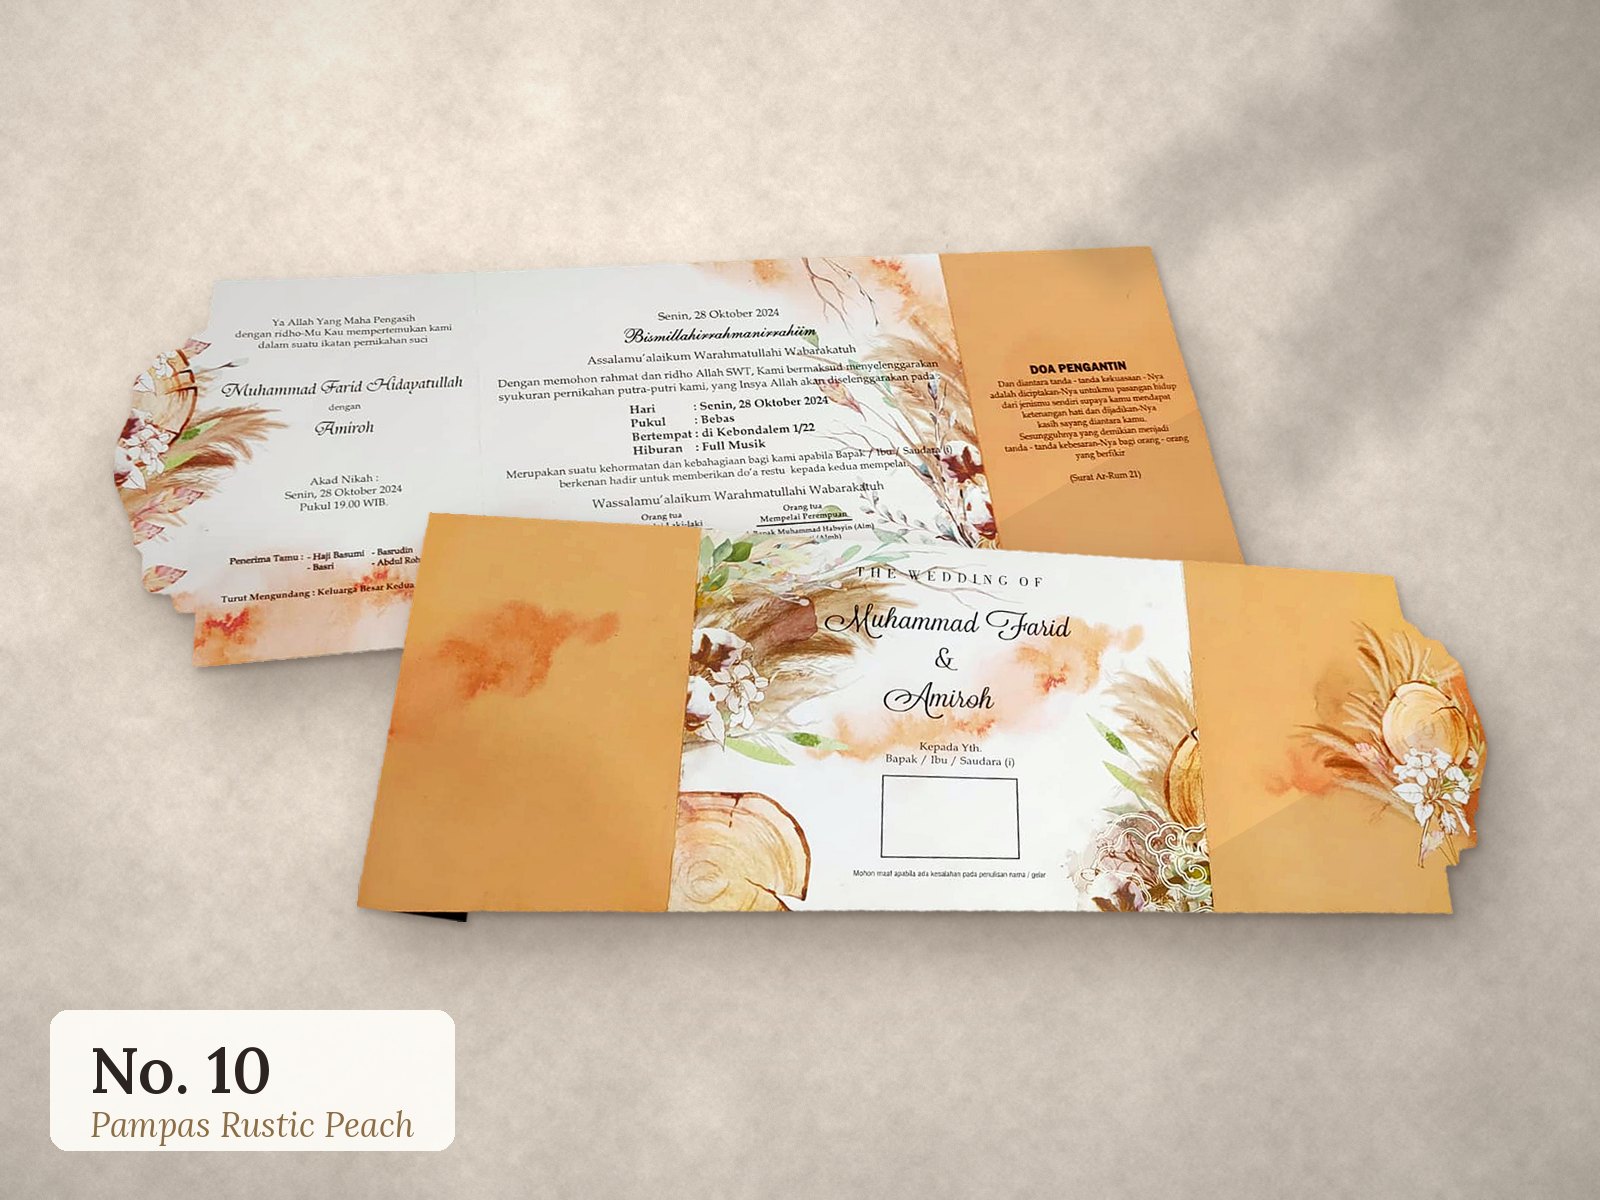 Ya Allah Yang Maha Pengasih
dengan ridho-Mu Kau mempertemukan kami
dalam suatu ikatan pernikahan suci
Muhammad Farid Hidayatullah
dengan
Amiroh
Akad Nikah :
Senin, 28 Oktober 2024
Pukul 19.00 WIB.
Penerima Tamu : - Haji Basumi - Basrudin
- Basri - Abdul Roh
Turut Mengundang : Keluarga Besar Kedua
Senin, 28 Oktober 2024
Bismillahirrahmanirrahiim
Assalamu'alaikum Warahmatullahi Wabarakatuh
Dengan memohon rahmat dan ridho Allah SWT, Kami bermaksud menyelenggarakan
syukuran pernikahan putra-putri kami, yang Insya Allah akan diselenggarakan pada :
Hari : Senin, 28 Oktober 2024
Pukul : Bebas
Bertempat : di Kebondalem 1/22
Hiburan : Full Musik
Merupakan suatu kehormatan dan kebahagiaan bagi kami apabila Bapak / Ibu / Saudara (i)
berkenan hadir untuk memberikan do'a restu kepada kedua mempelai.
Wassalamu'alaikum Warahmatullahi Wabarakatuh
Orang tua
Laki-laki
Orang tua
Mempelai Perempuan
Bapak Muhammad Habsyin (Alm)
(Almh)
DOA PENGANTIN
Dan diantara tanda - tanda kekuasaan - Nya
adalah diciptakan-Nya untukmu pasangan hidup
dari jenismu sendiri supaya kamu mendapat
ketenangan hati dan dijadikan-Nya
kasih sayang diantara kamu.
Sesungguhnya yang demikian menjadi
tanda - tanda kebesaran-Nya bagi orang - orang
yang berfikir
(Surat Ar-Rum 21)
THE WEDDING OF
Muhammad Farid
&
Amiroh
Kepada Yth.
Bapak / Ibu / Saudara (i)
Mohon maaf apabila ada kesalahan pada penulisan nama / gelar
No. 10
Pampas Rustic Peach